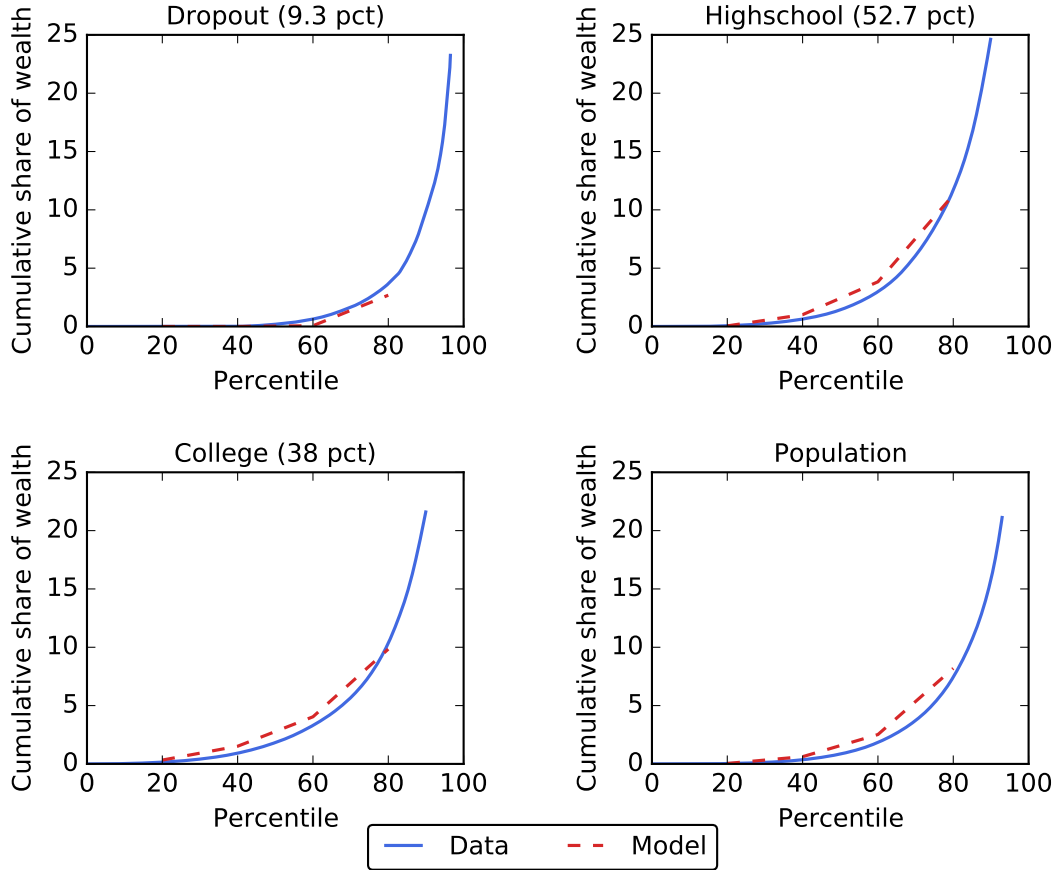 Dropout (9.3 pct)
Cumulative share of wealth
25
20
15
10
5
0
0 20 40 60 80 100
Percentile
Highschool (52.7 pct)
Cumulative share of wealth
25
20
15
10
5
0
0 20 40 60 80 100
Percentile
College (38 pct)
Cumulative share of wealth
25
20
15
10
5
0
0 20 40 60 80 100
Percentile
Population
Cumulative share of wealth
25
20
15
10
5
0
0 20 40 60 80 100
Percentile
Data Model